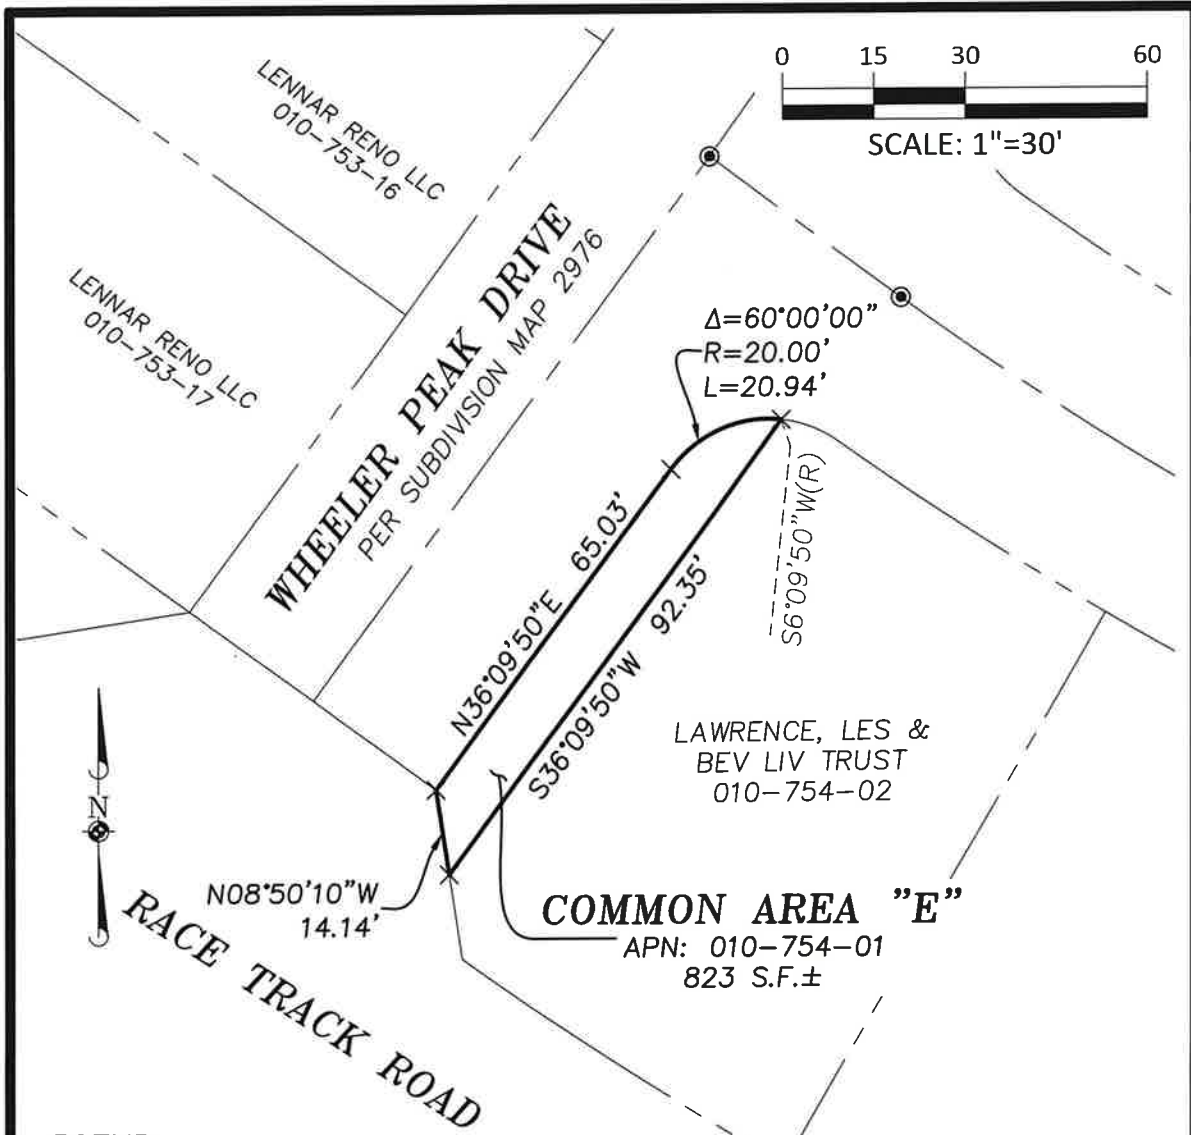 0 15 30 60
SCALE: 1"=30'
LENNAR RENO LLC
010-753-16
LENNAR RENO LLC
010-753-17
WHEELER PEAK DRIVE
PER SUBDIVISION MAP 2976
Δ=60°00'00"
R=20.00'
L=20.94'
S6°09'50"W(R)
N36°09'50"E 65.03'
S36°09'50"W 92.35'
LAWRENCE, LES &
BEV LIV TRUST
010-754-02
N
N08°50'10"W
14.14'
COMMON AREA "E"
APN: 010-754-01
823 S.F.±
RACE TRACK ROAD